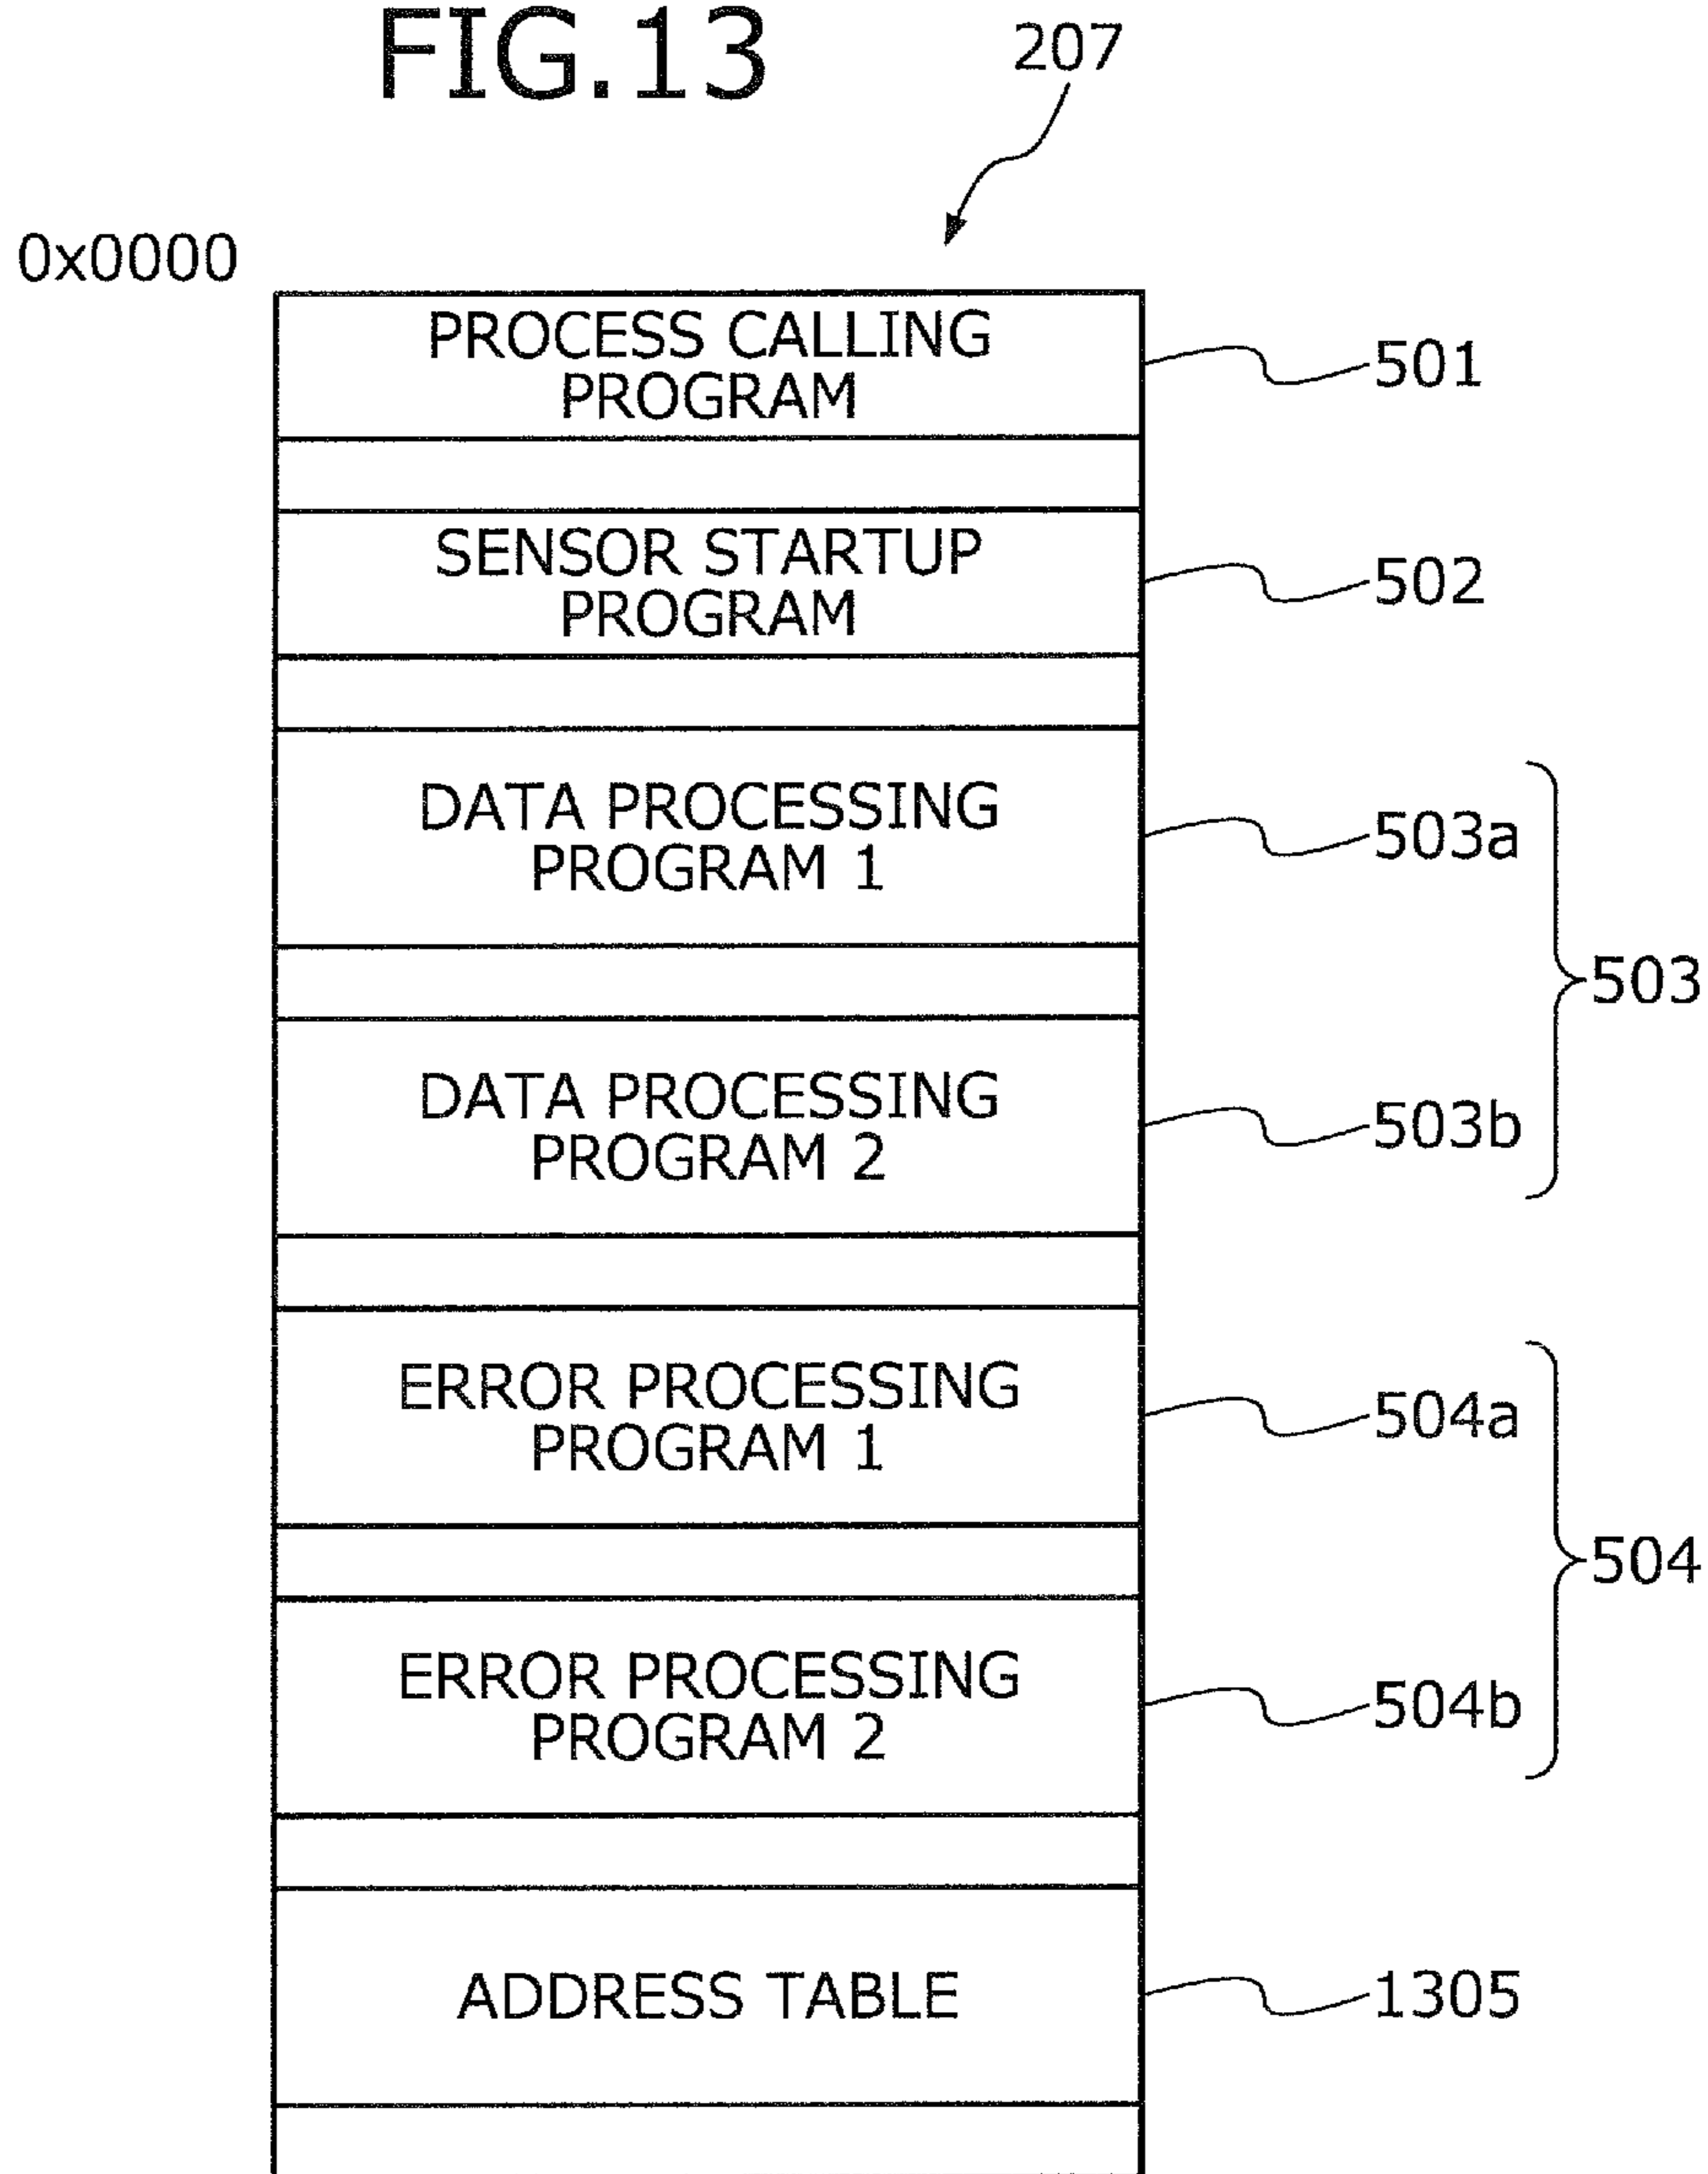 FIG.13
207
0x0000
PROCESS CALLING
PROGRAM
501
SENSOR STARTUP
PROGRAM
502
DATA PROCESSING
PROGRAM 1
503a
503
DATA PROCESSING
PROGRAM 2
503b
ERROR PROCESSING
PROGRAM 1
504a
504
ERROR PROCESSING
PROGRAM 2
504b
ADDRESS TABLE
1305